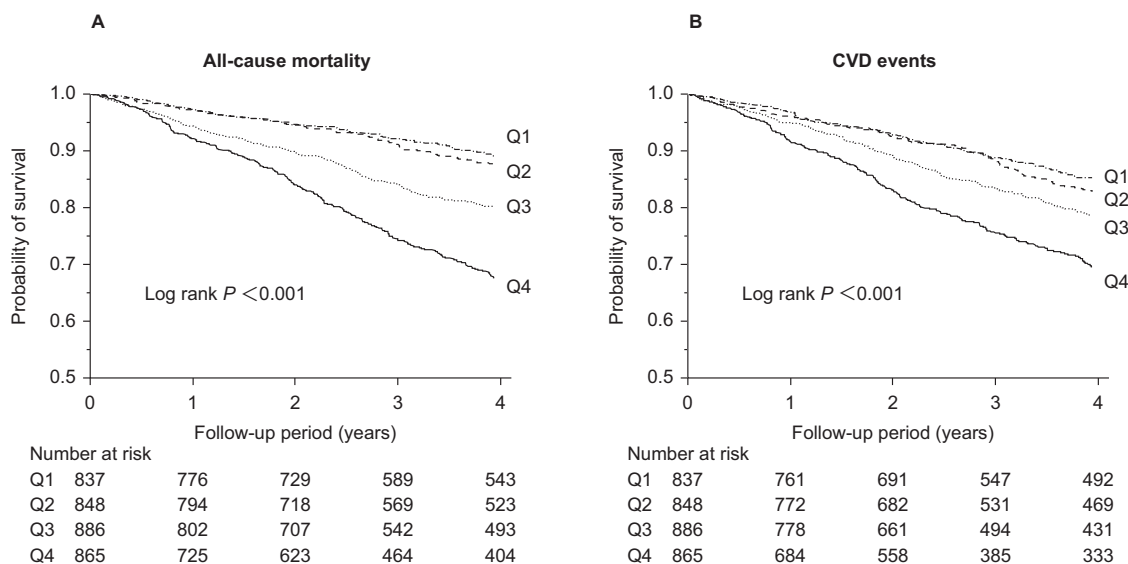 A
All-cause mortality
Probability of survival
1.0
0.9
0.8
0.7
0.6
0.5
Q1
Q2
Q3
Q4
Log rank P <0.001
0 1 2 3 4
Follow-up period (years)
Number at risk
Q1 837 776 729 589 543
Q2 848 794 718 569 523
Q3 886 802 707 542 493
Q4 865 725 623 464 404
B
CVD events
Probability of survival
1.0
0.9
0.8
0.7
0.6
0.5
Q1
Q2
Q3
Q4
Log rank P <0.001
0 1 2 3 4
Follow-up period (years)
Number at risk
Q1 837 761 691 547 492
Q2 848 772 682 531 469
Q3 886 778 661 494 431
Q4 865 684 558 385 333